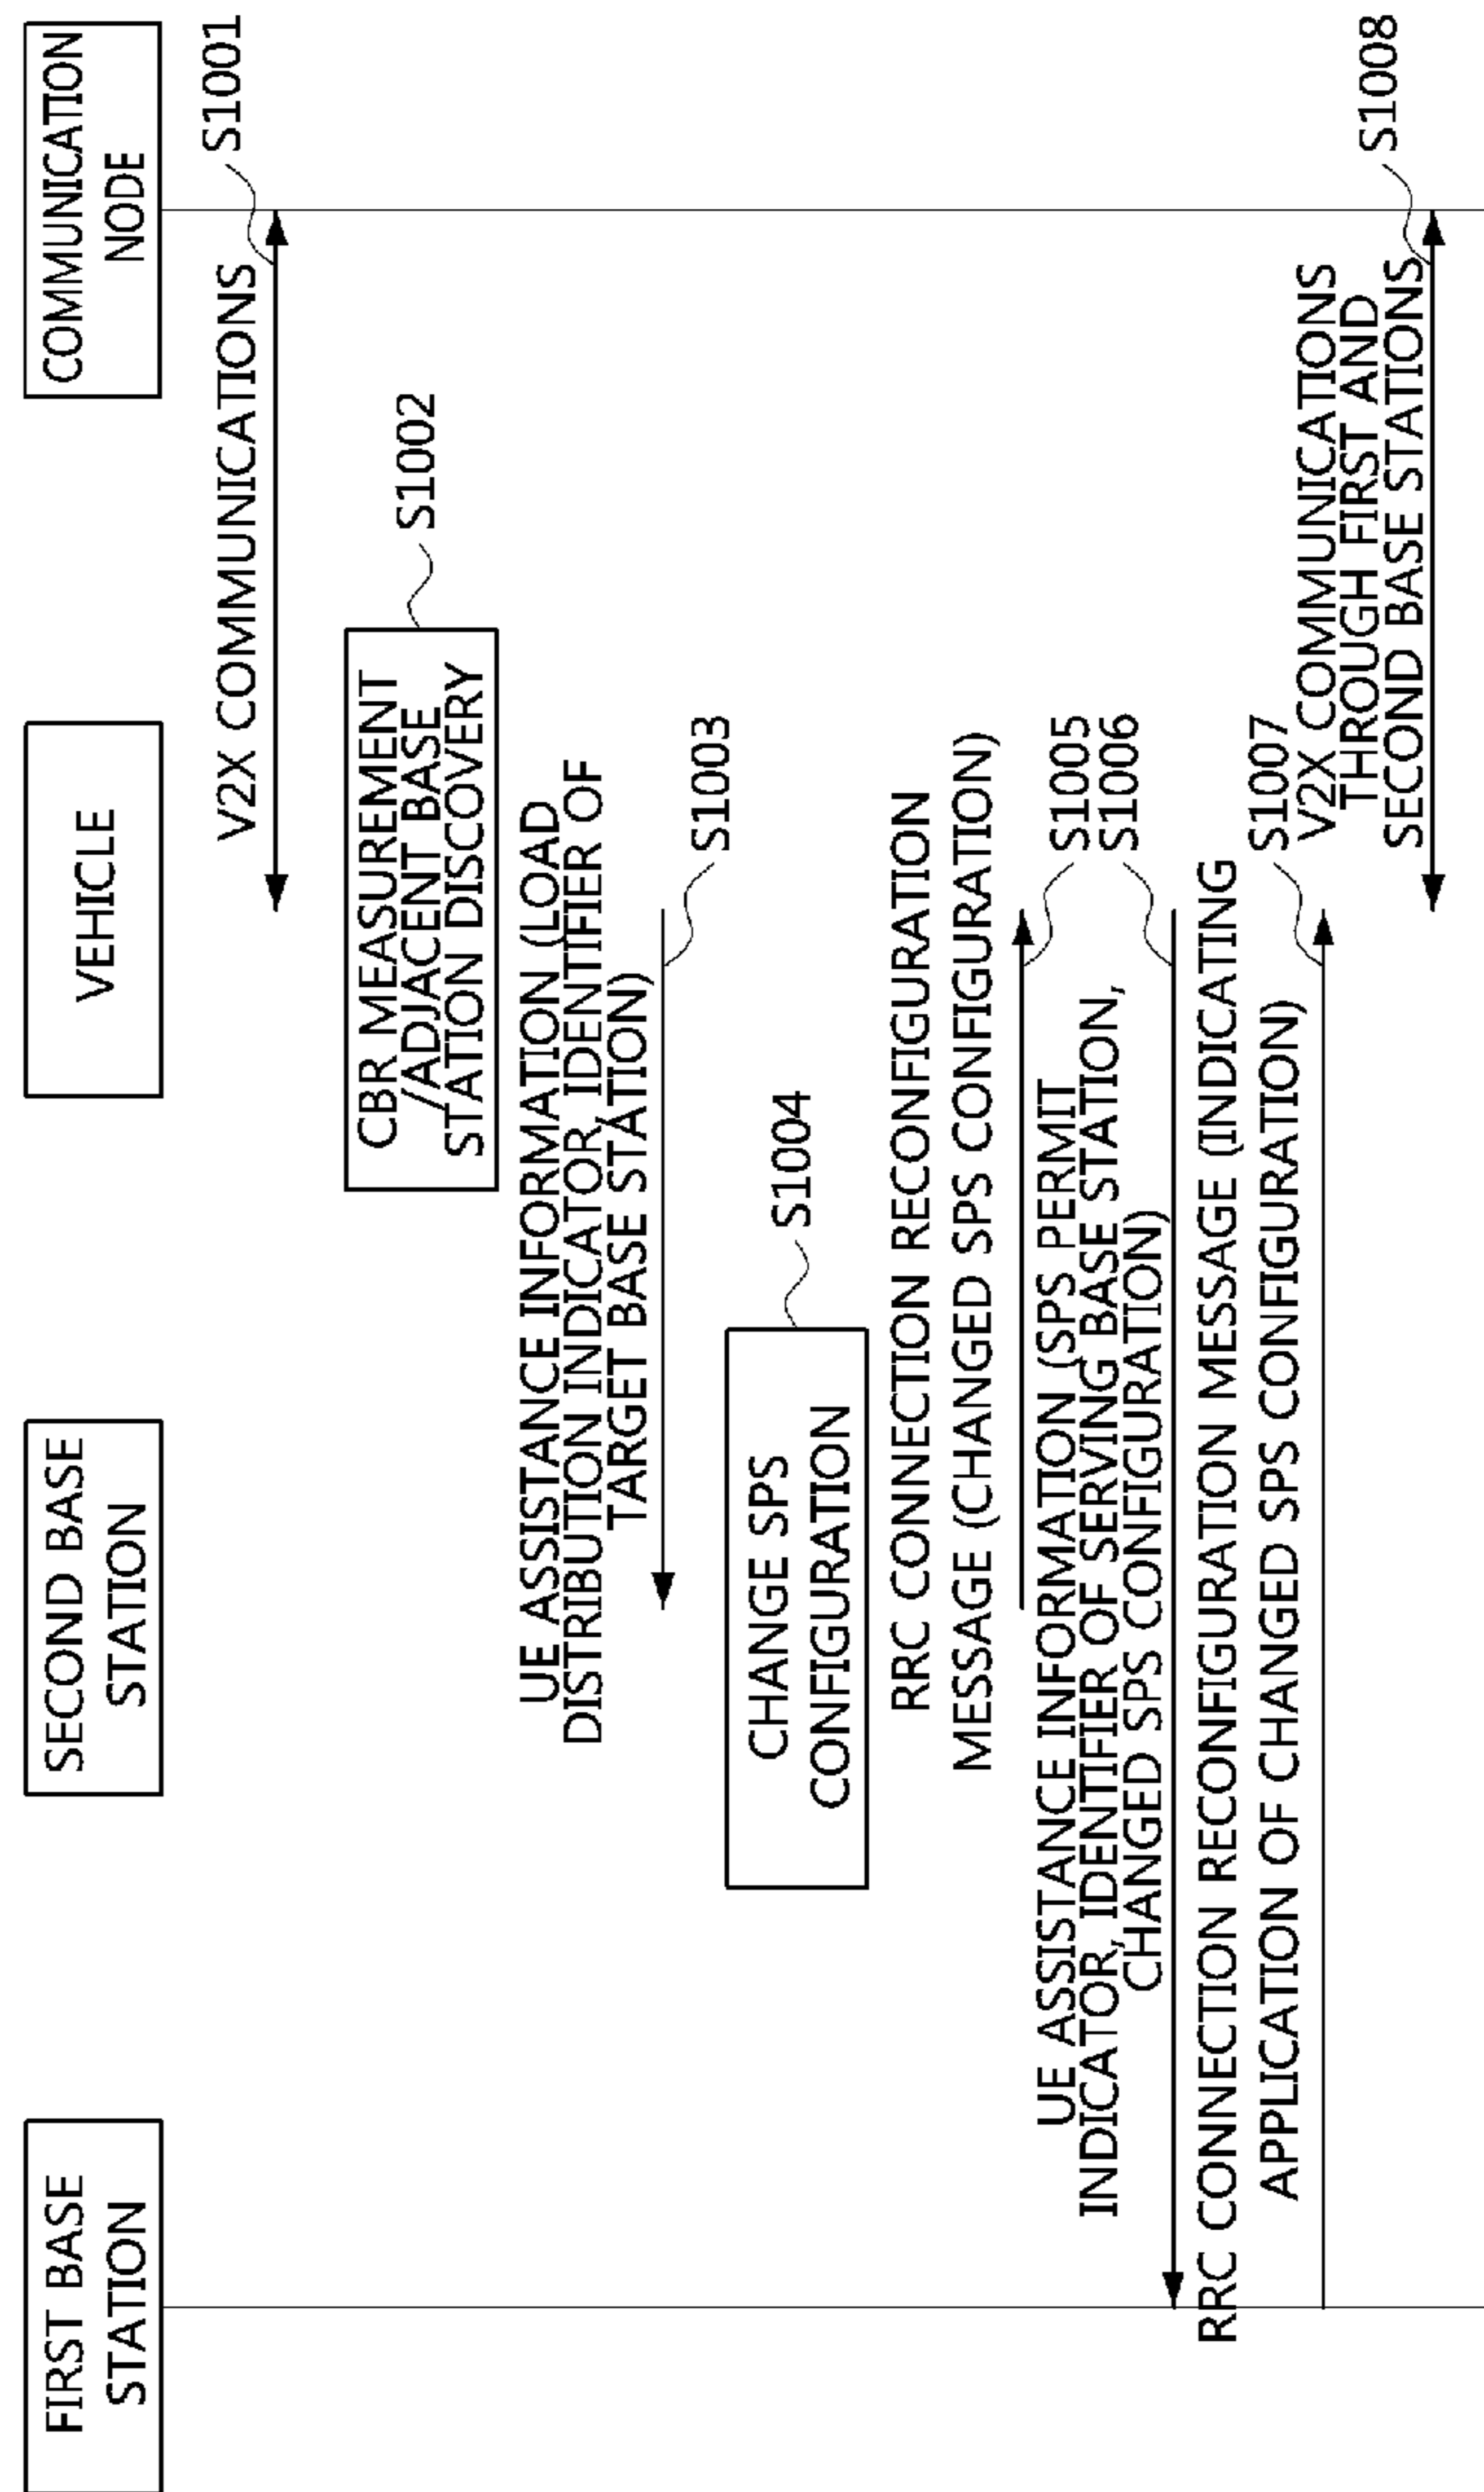 FIRST BASE
STATION
SECOND BASE
STATION
VEHICLE
COMMUNICATION
NODE
V2X COMMUNICATIONS
S1001
CBR MEASUREMENT
/ADJACENT BASE
STATION DISCOVERY
S1002
UE ASSISTANCE INFORMATION (LOAD
DISTRIBUTION INDICATOR, IDENTIFIER OF
TARGET BASE STATION)
S1003
CHANGE SPS
CONFIGURATION
S1004
RRC CONNECTION RECONFIGURATION
MESSAGE (CHANGED SPS CONFIGURATION)
S1005
UE ASSISTANCE INFORMATION (SPS PERMIT
INDICATOR, IDENTIFIER OF SERVING BASE STATION,
CHANGED SPS CONFIGURATION)
S1006
RRC CONNECTION RECONFIGURATION MESSAGE (INDICATING
APPLICATION OF CHANGED SPS CONFIGURATION)
S1007
V2X COMMUNICATIONS
THROUGH FIRST AND
SECOND BASE STATIONS
S1008